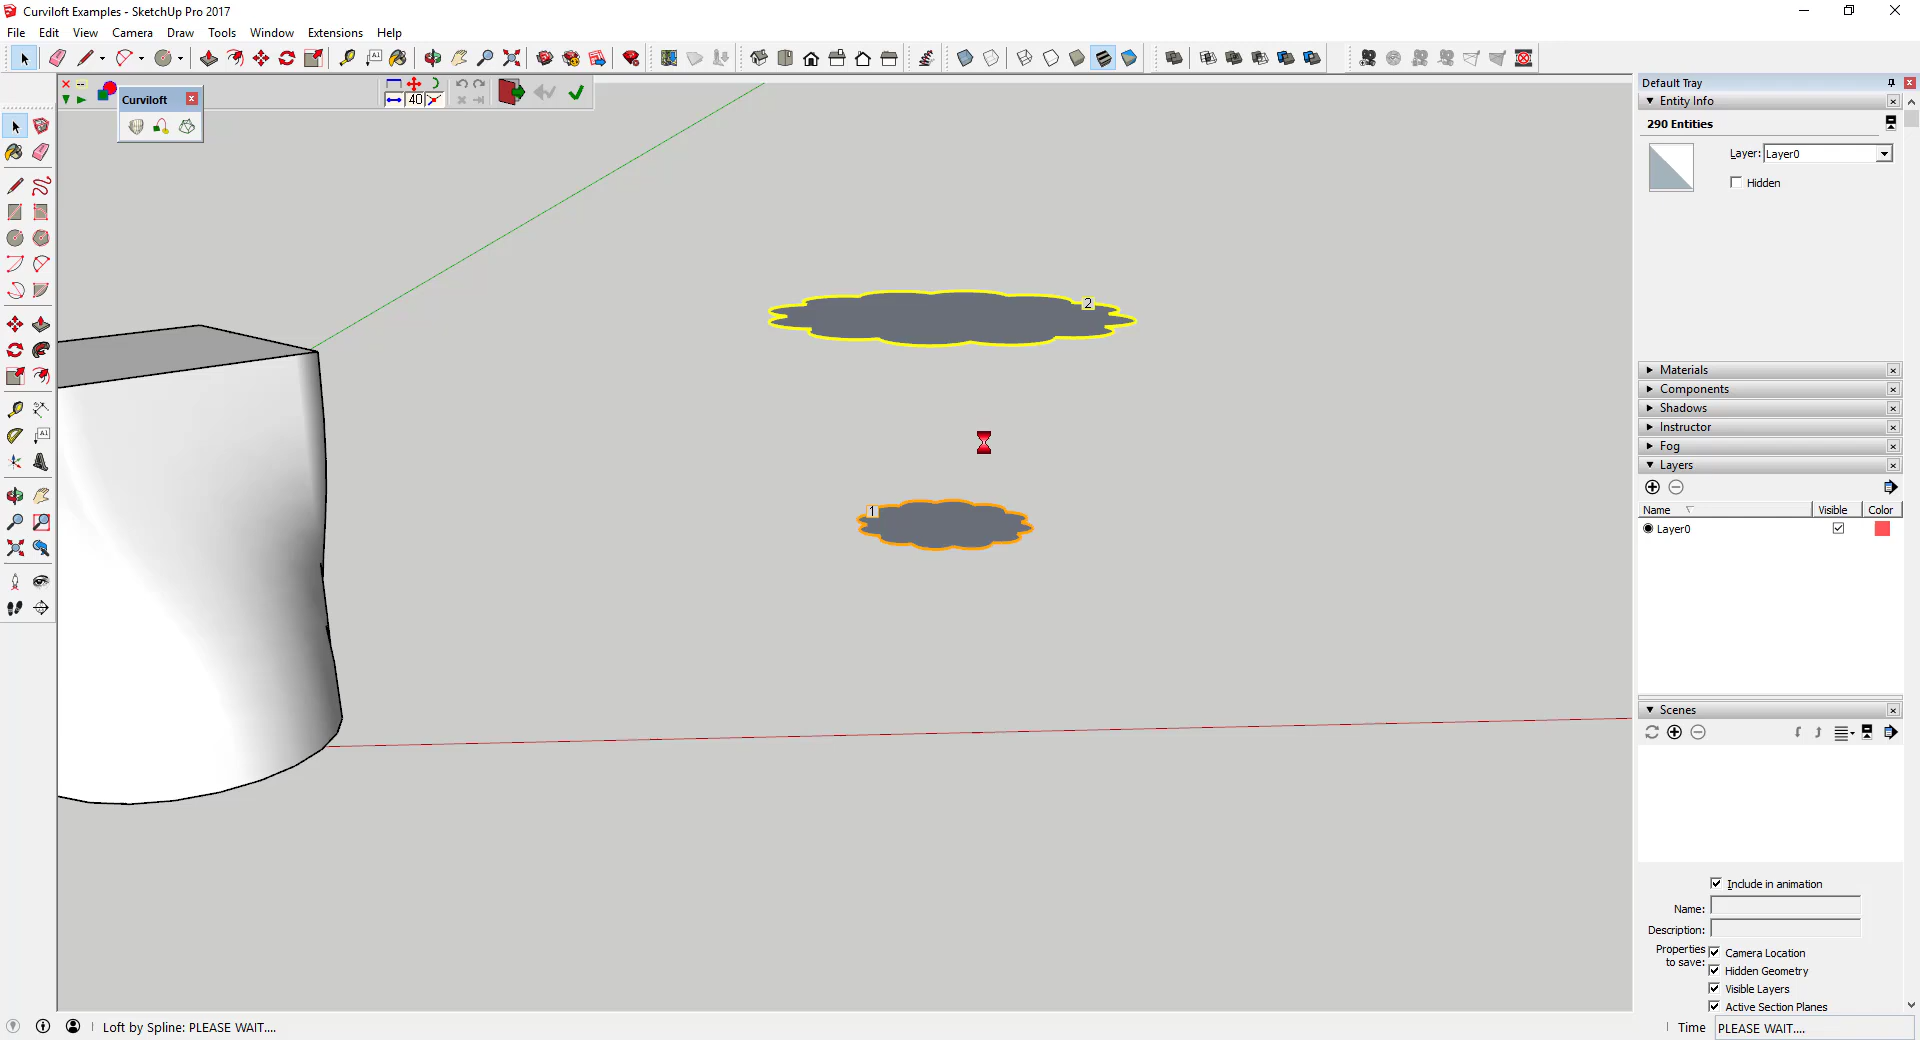 Curviloft Examples - SketchUp Pro 2017
File Edit View Camera Draw Tools Window Extensions Help
Curviloft
40
Default Tray
Entity Info
290 Entities
Layer: Layer0
Hidden
Materials
Components
Shadows
Instructor
Fog
Layers
Name Visible Color
Layer0
Scenes
Include in animation
Name:
Description:
Properties to save:
Camera Location
Hidden Geometry
Visible Layers
Active Section Planes
2
1
Loft by Spline: PLEASE WAIT....
Time PLEASE WAIT....